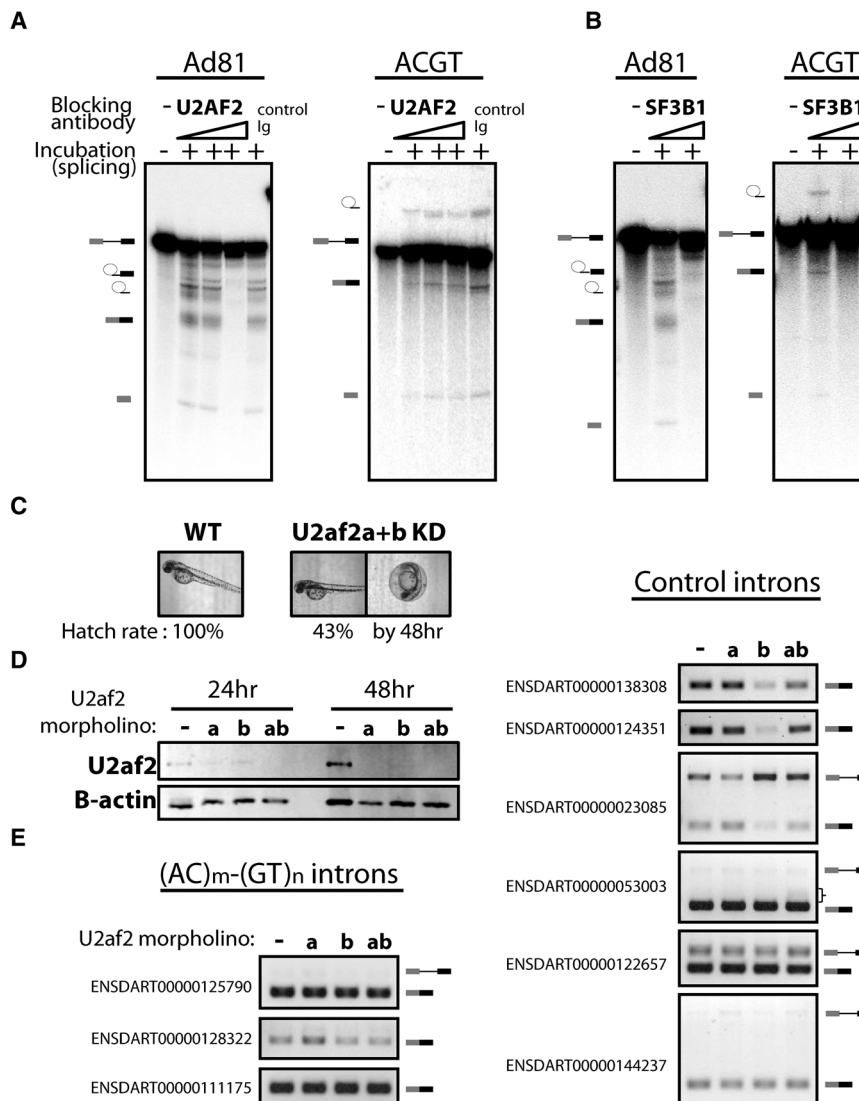 A
Ad81
ACGT
Blocking antibody
- U2AF2 control Ig
- U2AF2 control Ig
Incubation (splicing)
- + + + +
- + + + +
B
Ad81
ACGT
- SF3B1
- SF3B1
- + +
- + +
C
WT
U2af2a+b KD
Hatch rate : 100%
43% by 48hr
D
24hr
48hr
U2af2 morpholino:
- a b ab
- a b ab
U2af2
B-actin
E
(AC)m-(GT)n introns
U2af2 morpholino:
- a b ab
ENSDART00000125790
ENSDART00000128322
ENSDART00000111175
Control introns
- a b ab
ENSDART00000138308
ENSDART00000124351
ENSDART00000023085
ENSDART00000053003
ENSDART00000122657
ENSDART00000144237